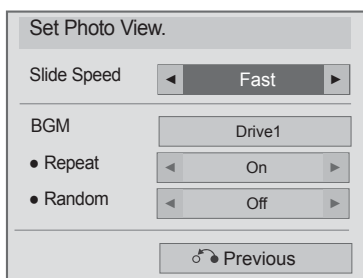 Set Photo View.
Slide Speed ◄ Fast ►
BGM Drive1
● Repeat ◄ On ►
● Random ◄ Off ►
Previous